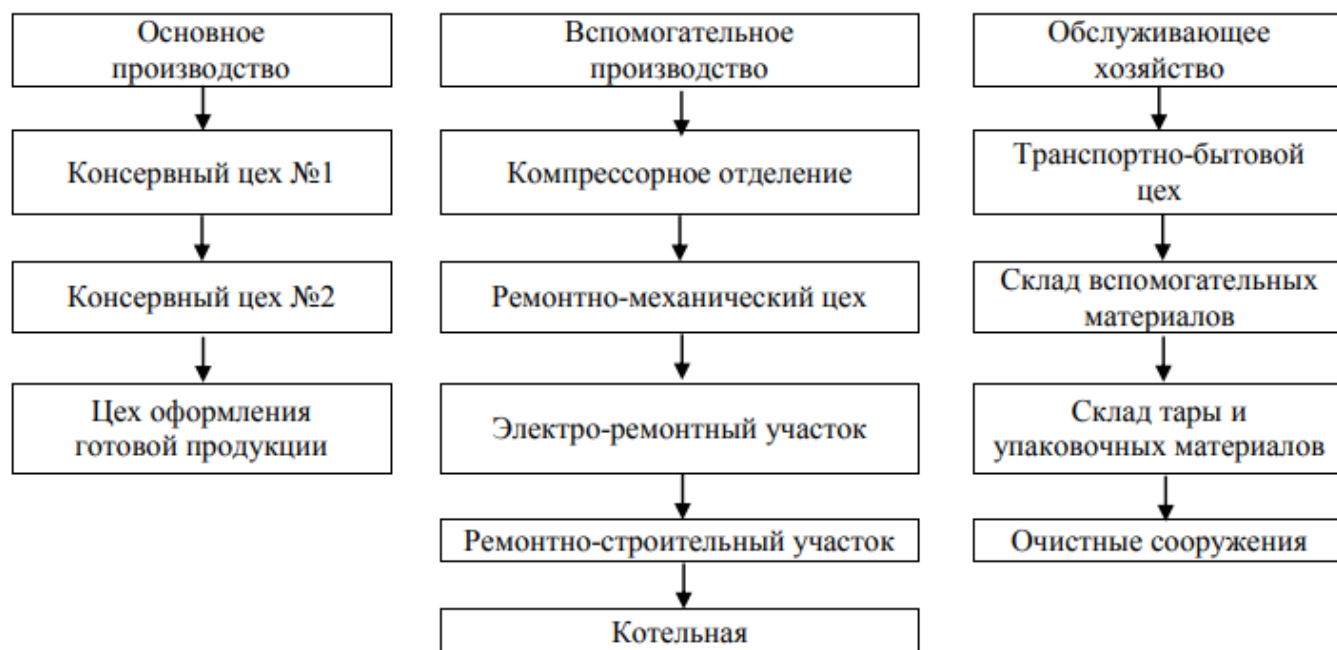 Основное
производство
Консервный цех №1
Консервный цех №2
Цех оформления
готовой продукции
Вспомогательное
производство
Компрессорное отделение
Ремонтно-механический цех
Электро-ремонтный участок
Ремонтно-строительный участок
Котельная
Обслуживающее
хозяйство
Транспортно-бытовой
цех
Склад вспомогательных
материалов
Склад тары и
упаковочных материалов
Очистные сооружения